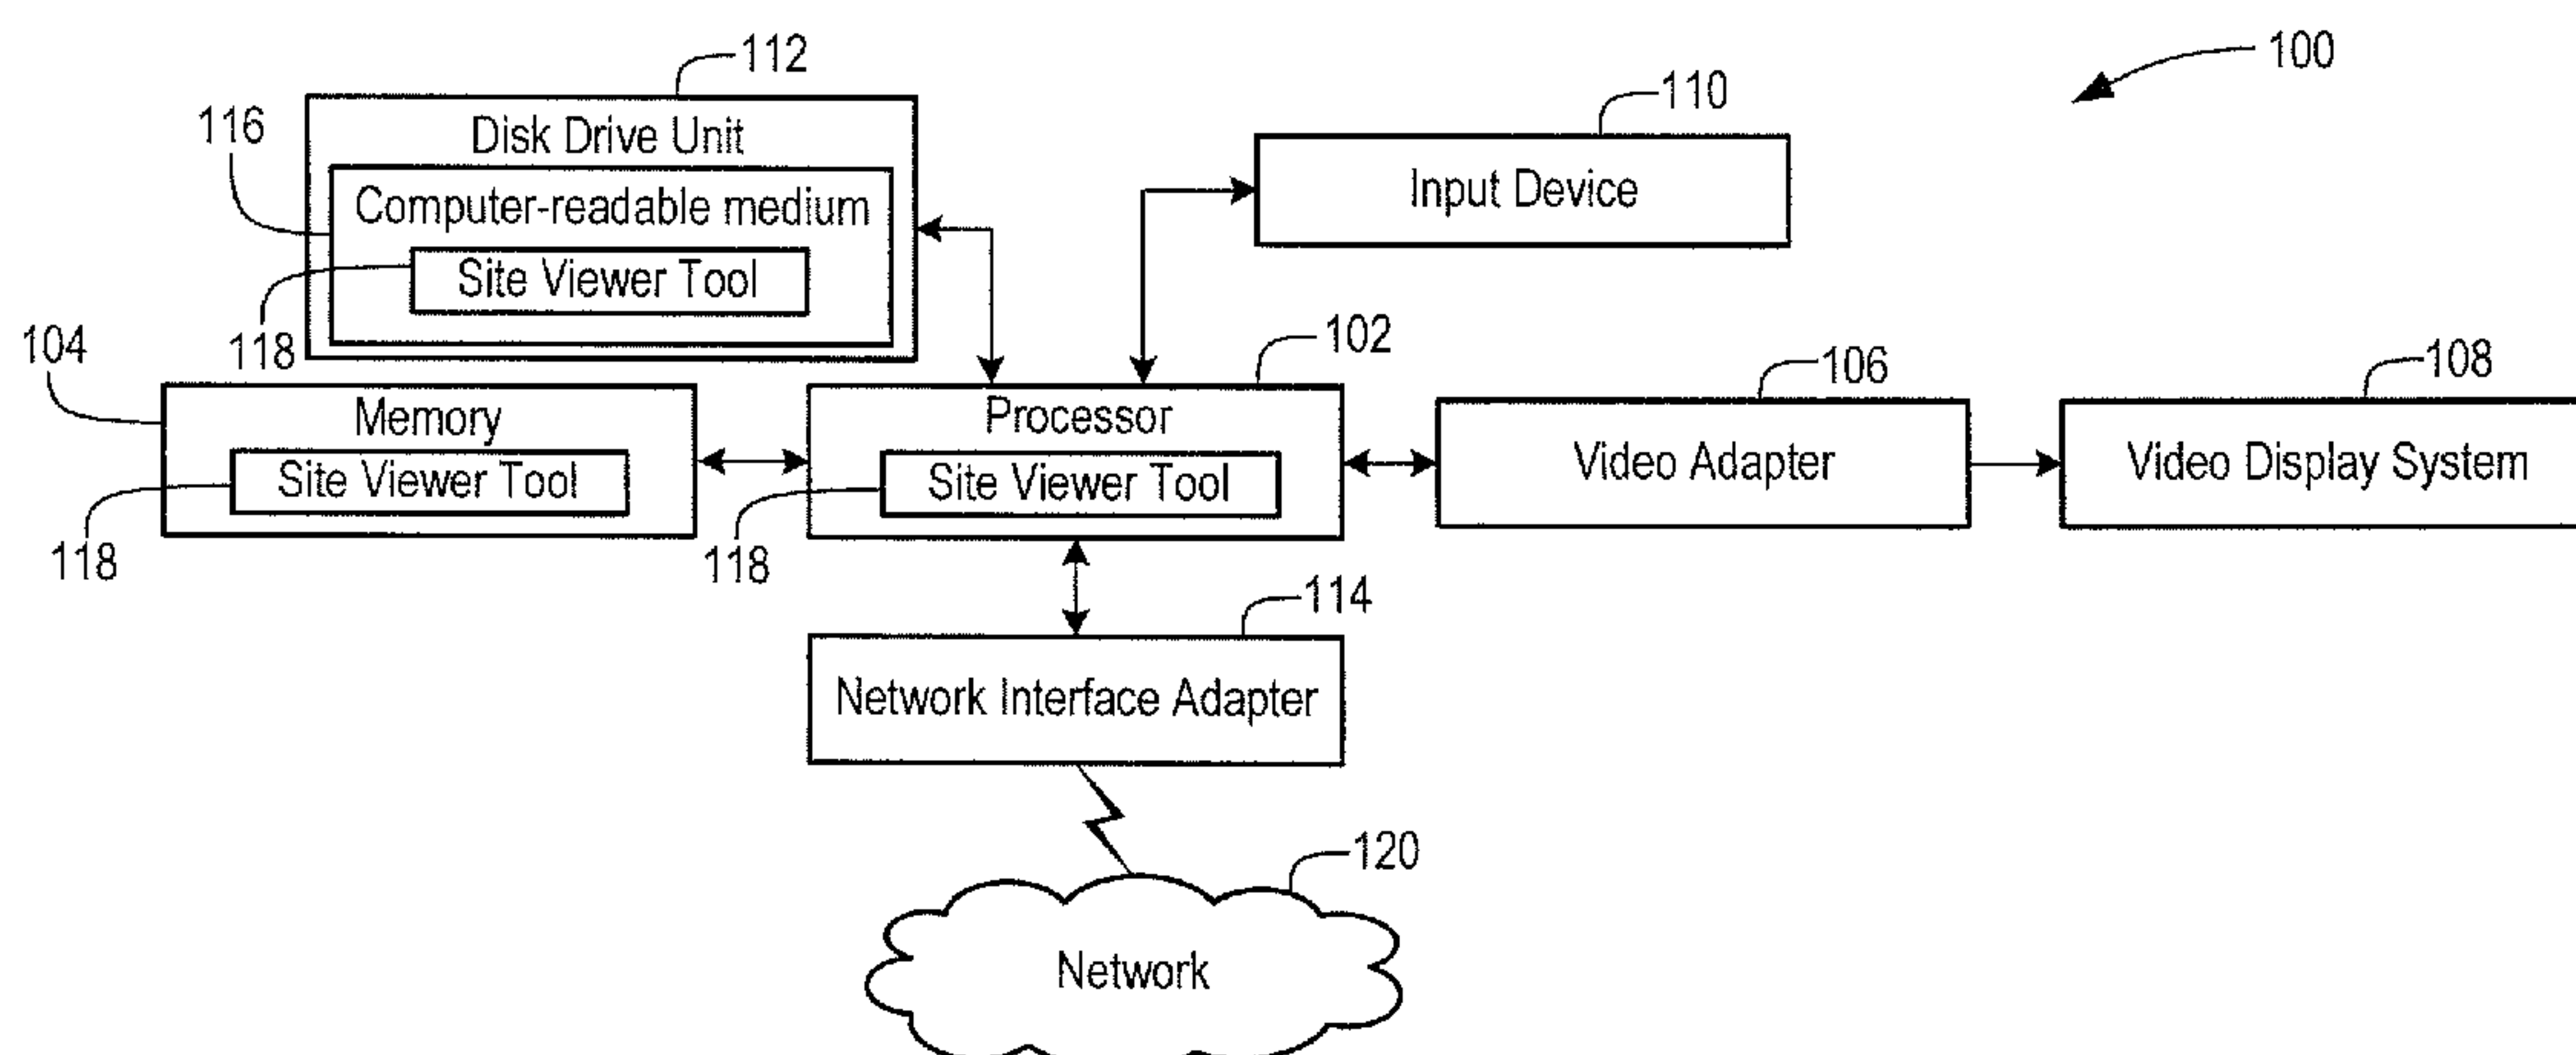 112
100
110
116
Disk Drive Unit
Input Device
Computer-readable medium
Site Viewer Tool
118
102
104
106
108
Memory
Processor
Video Adapter
Video Display System
Site Viewer Tool
Site Viewer Tool
118
118
114
Network Interface Adapter
120
Network